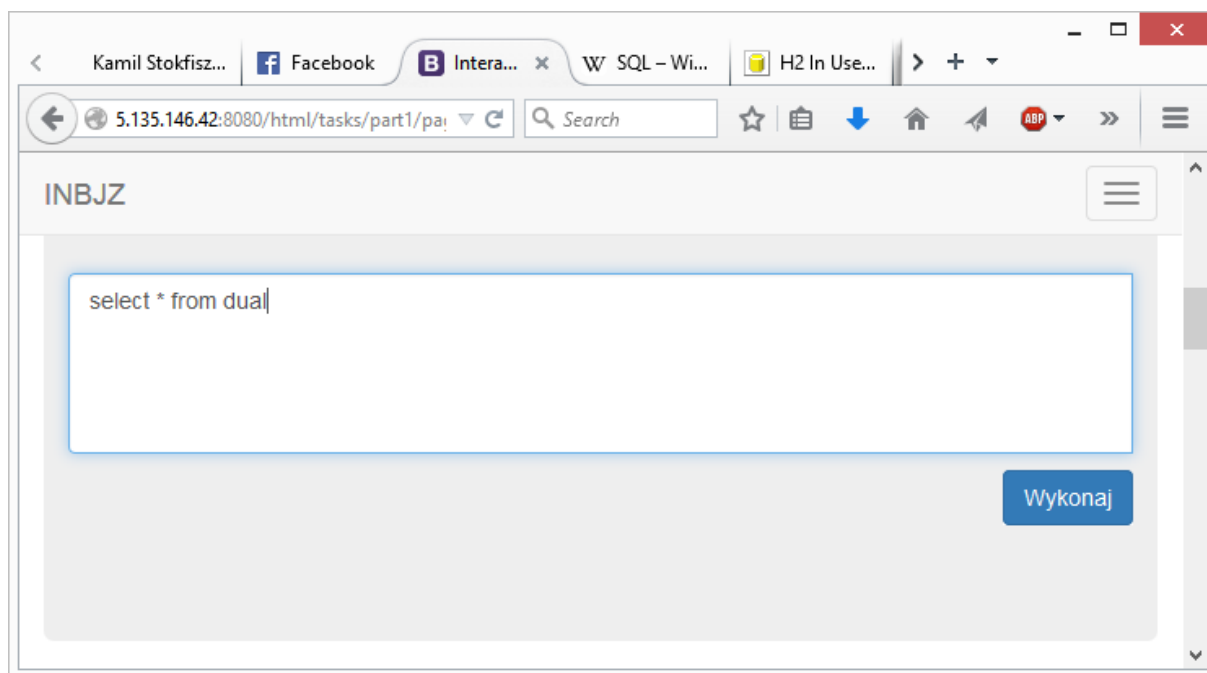 Kamil Stokfisz... Facebook Intera... W SQL – Wi... H2 In Use...
5.135.146.42:8080/html/tasks/part1/pa Search ABP
INBJZ
select * from dual
Wykonaj